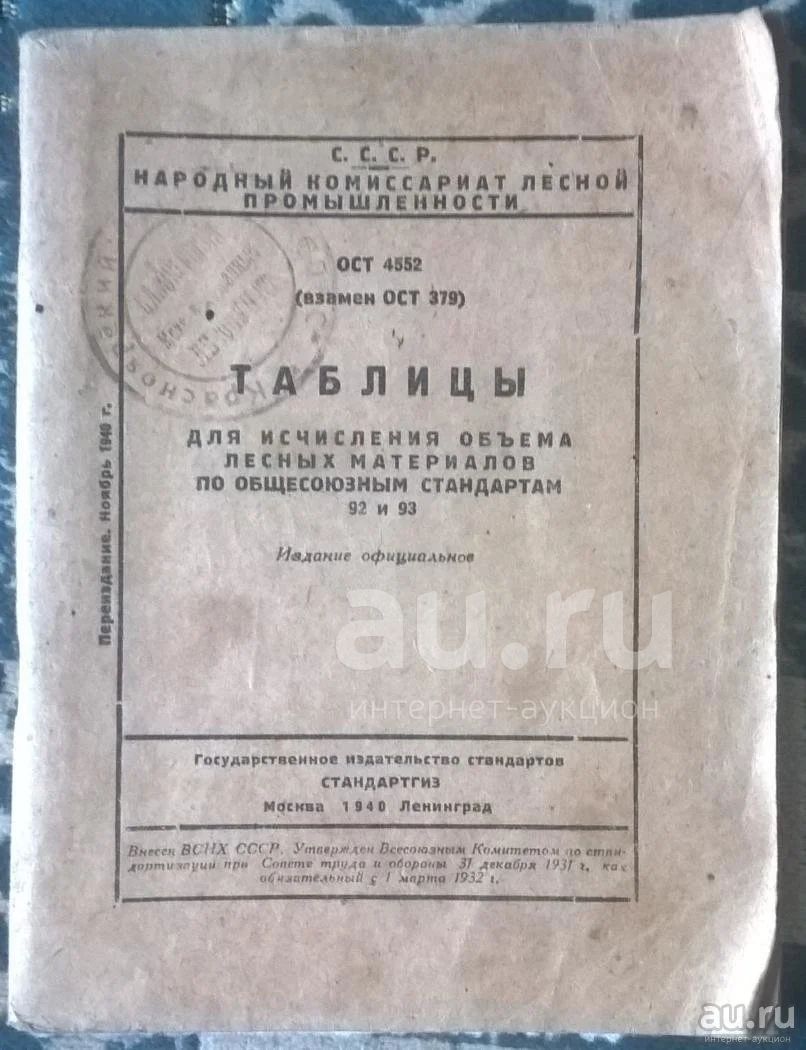 С. С. С. Р.
НАРОДНЫЙ КОМИССАРИАТ ЛЕСНОЙ
ПРОМЫШЛЕННОСТИ
ОСТ 4552
(взамен ОСТ 379)
ТАБЛИЦЫ
ДЛЯ ИСЧИСЛЕНИЯ ОБЪЕМА
ЛЕСНЫХ МАТЕРИАЛОВ
ПО ОБЩЕСОЮЗНЫМ СТАНДАРТАМ
92 и 93
Издание официальное
Переиздание. Ноябрь 1940 г.
au.ru
интернет-аукцион
Государственное издательство стандартов
СТАНДАРТГИЗ
Москва 1940 Ленинград
Внесен ВСНХ СССР. Утвержден Всесоюзным Комитетом по стан-
дартизации при Совете труда и обороны 31 декабря 1931 г. как
обязательный с 1 марта 1932 г.
au.ru
интернет-аукцион